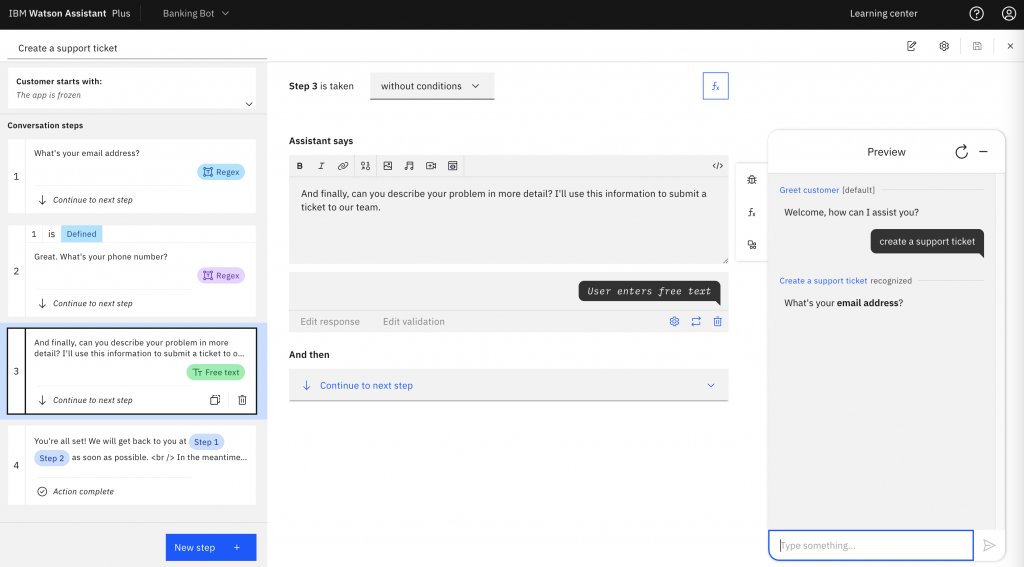 IBM Watson Assistant Plus
Banking Bot
Learning center
Create a support ticket
Customer starts with:
The app is frozen
Conversation steps
1
What's your email address?
Regex
Continue to next step
2
1 is Defined
Great. What's your phone number?
Regex
Continue to next step
3
And finally, can you describe your problem in more
detail? I'll use this information to submit a ticket to o...
Free text
Continue to next step
4
You're all set! We will get back to you at Step 1
Step 2 as soon as possible. <br /> In the meantime...
Action complete
New step +
Step 3 is taken
without conditions
fx
Assistant says
B I </>
And finally, can you describe your problem in more detail? I'll use this information to submit a
ticket to our team.
User enters free text
Edit response
Edit validation
And then
Continue to next step
fx
Preview
Greet customer [default]
Welcome, how can I assist you?
create a support ticket
Create a support ticket recognized
What's your email address?
Type something...